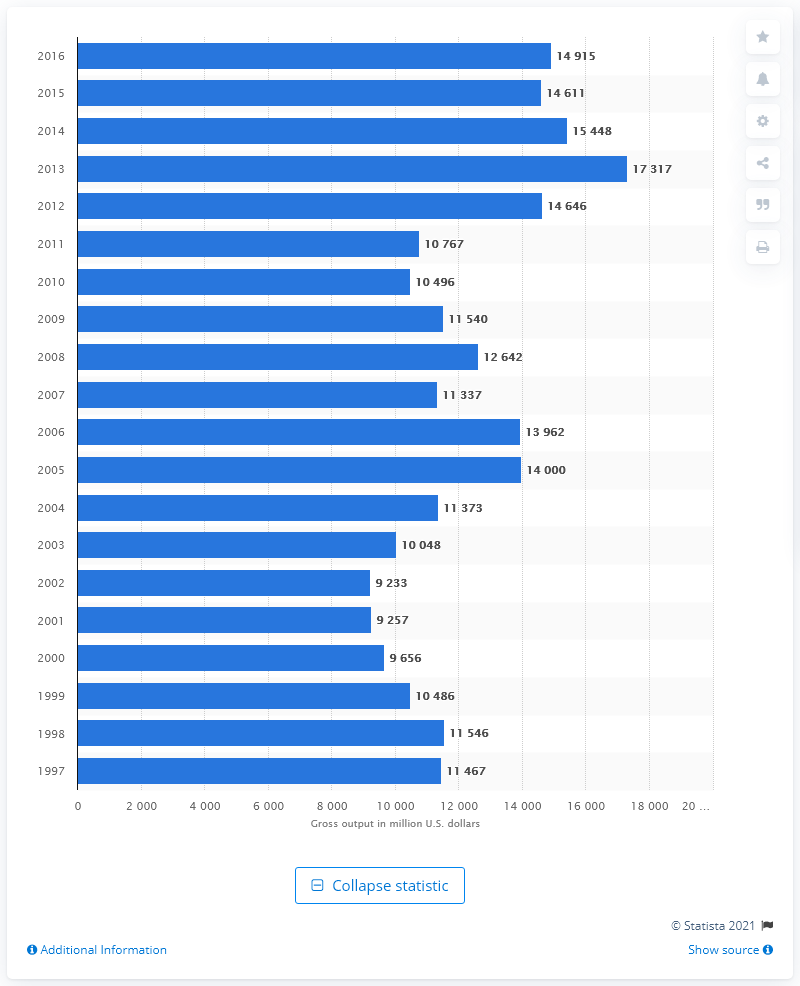 2016 14 915
2015 14 611
2014 15 448
2013 17 317
2012 14 646
2011 10 767
2010 10 496
2009 11 540
2008 12 642
2007 11 337
2006 13 962
2005 14 000
2004 11 373
2003 10 048
2002 9 233
2001 9 257
2000 9 656
1999 10 486
1998 11 546
1997 11 467
0 2 000 4 000 6 000 8 000 10 000 12 000 14 000 16 000 18 000 20 ...
Gross output in million U.S. dollars
Collapse statistic
© Statista 2021
Additional Information Show source